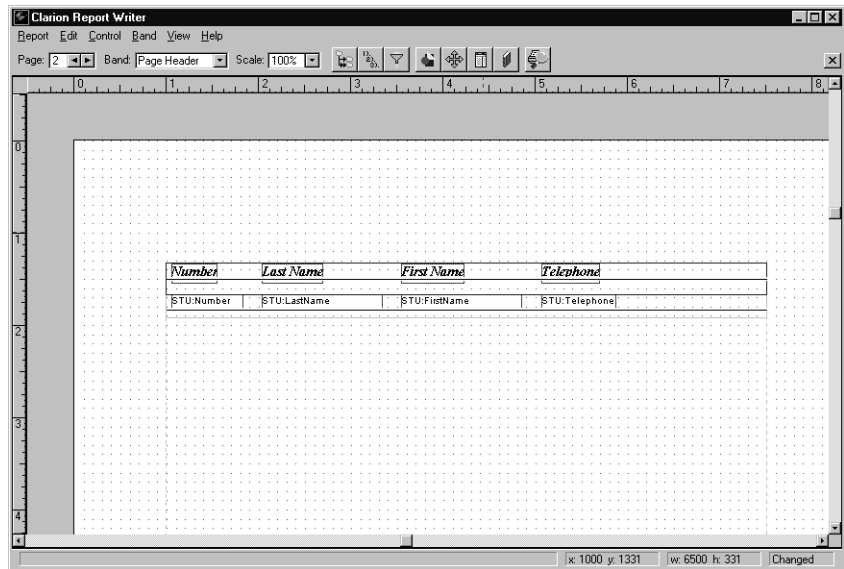 Clarion Report Writer
Report Edit Control Band View Help
Page: 2 Band: Page Header Scale: 100%
0 1 2 3 4 5 6 7 8
0
1
Number Last Name First Name Telephone
STU:Number STU:LastName STU:FirstName STU:Telephone
2
3
4
x: 1000 y: 1331 w: 6500 h: 331 Changed